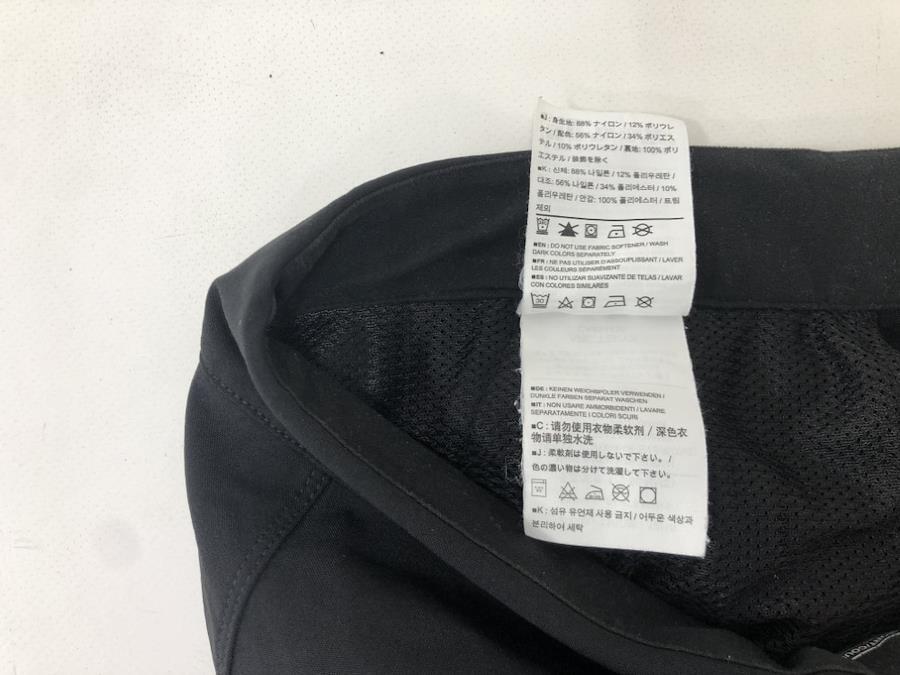 ■J : 身生地: 88% ナイロン / 12% ポリウレ
タン / 配色: 56% ナイロン / 34% ポリエス
テル / 10% ポリウレタン / 裏地: 100% ポリ
エステル / 装飾を除く
■K : 신체: 88% 나일론 / 12% 폴리우레탄 /
대조: 56% 나일론 / 34% 폴리에스터 / 10%
폴리우레탄 / 안감: 100% 폴리에스터 / 트림
제외
■EN : DO NOT USE FABRIC SOFTENER / WASH
DARK COLORS SEPARATELY
■FR : NE PAS UTILISER D'ASSOUPLISSANT / LAVER
LES COULEURS SÉPARÉMENT
■ES : NO UTILIZAR SUAVIZANTE DE TELAS / LAVAR
CON COLORES SIMILARES
30
■DE : KEINEN WEICHSPÜLER VERWENDEN /
DUNKLE FARBEN SEPARAT WASCHEN
■IT : NON USARE AMMORBIDENTI / LAVARE
SEPARATAMENTE I COLORI SCURI
■C : 请勿使用衣物柔软剂 / 深色衣
物请单独水洗
■J : 柔軟剤は使用しないで下さい。 /
色の濃い物は分けて洗濯して下さい。
■K : 섬유 유연제 사용 금지 / 어두운 색상과
분리하여 세탁